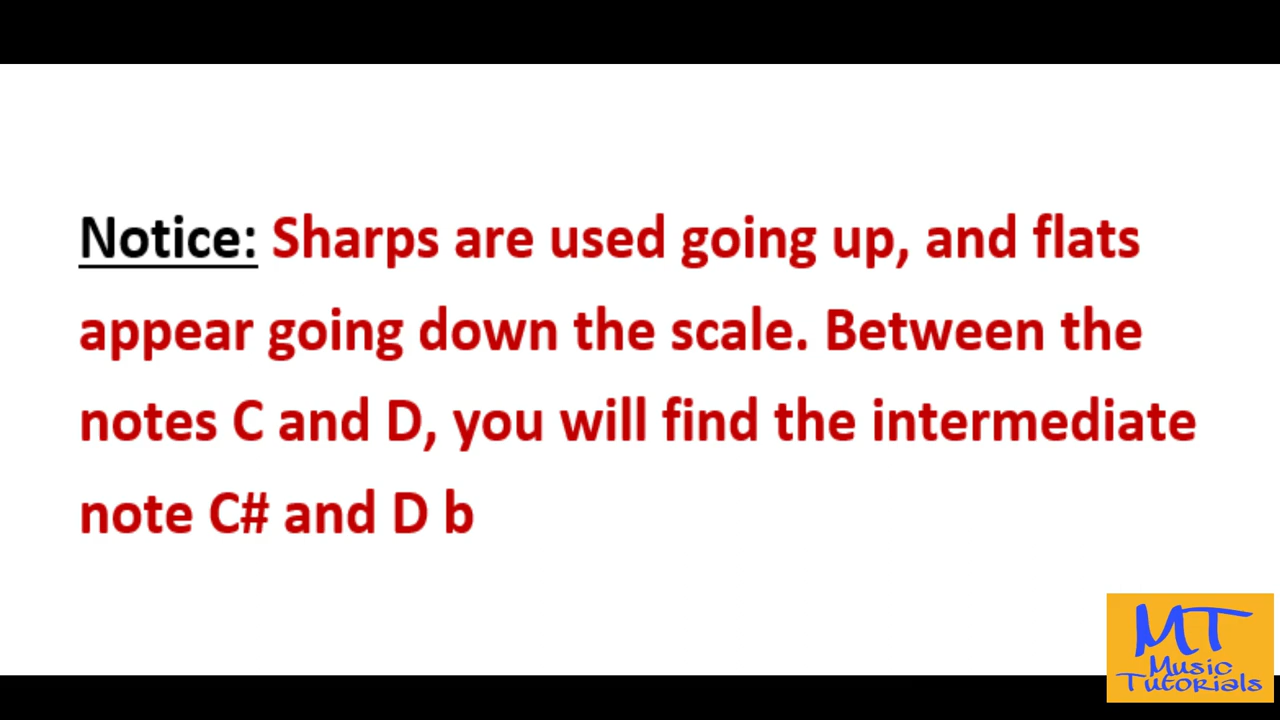 Notice: Sharps are used going up, and flats
appear going down the scale. Between the
notes C and D, you will find the intermediate
note C# and D b
MT
Music
Tutorials